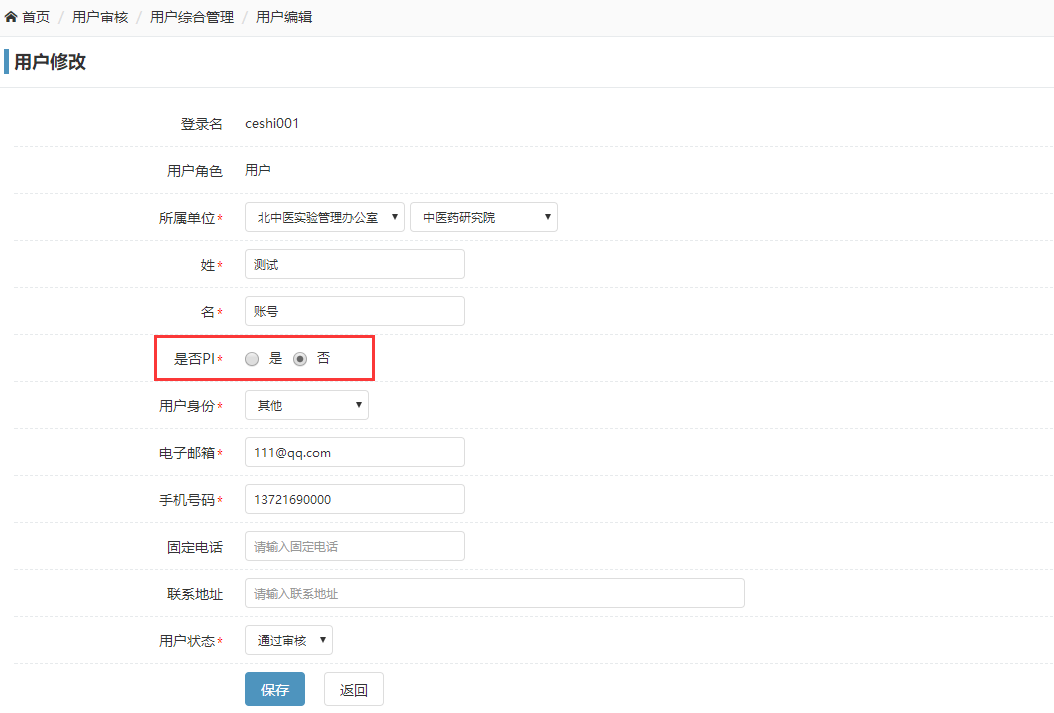 首页 / 用户审核 / 用户综合管理 / 用户编辑
用户修改
登录名 ceshi001
用户角色 用户
所属单位* 北中医实验管理办公室 中医药研究院
姓* 测试
名* 账号
是否PI* 是 否
用户身份* 其他
电子邮箱* 111@qq.com
手机号码* 13721690000
固定电话 请输入固定电话
联系地址 请输入联系地址
用户状态* 通过审核
保存 返回